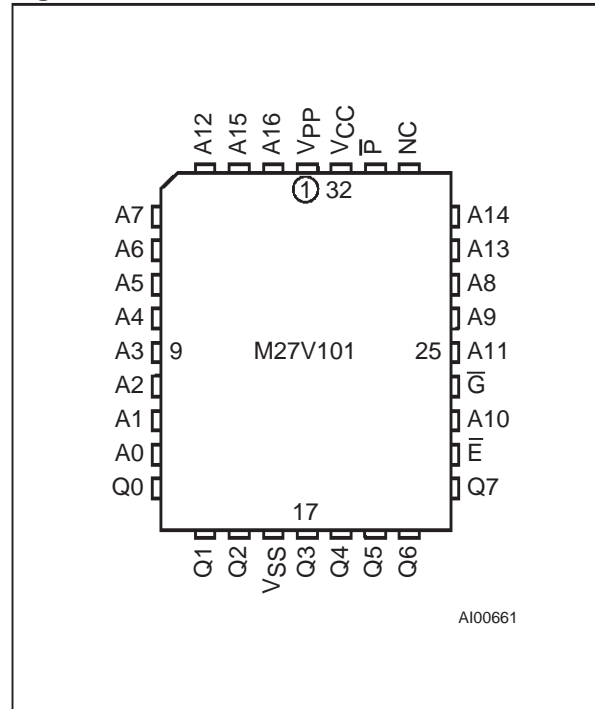 A12 A15 A16 VPP VCC P̅ NC
1 32
A7 A14
A6 A13
A5 A8
A4 A9
A3 9 M27V101 25 A11
A2 G̅
A1 A10
A0 E̅
Q0 Q7
17
Q1 Q2 VSS Q3 Q4 Q5 Q6
AI00661